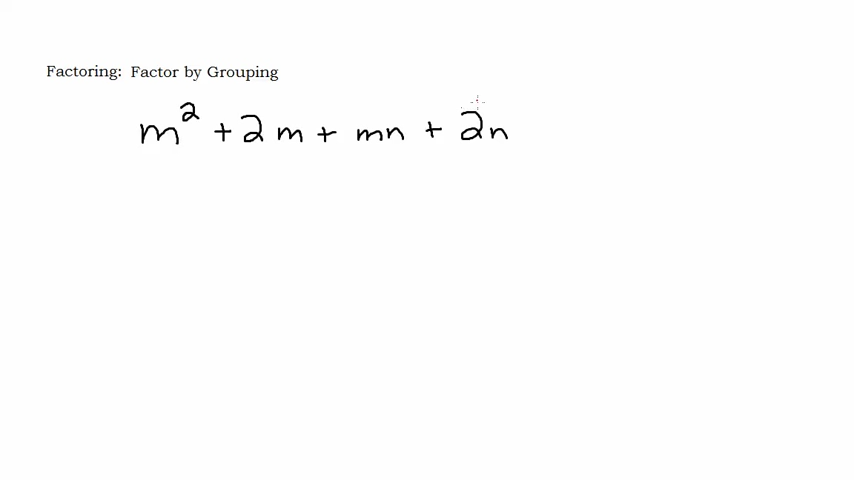 Factoring: Factor by Grouping
m² + 2m + mn + 2n